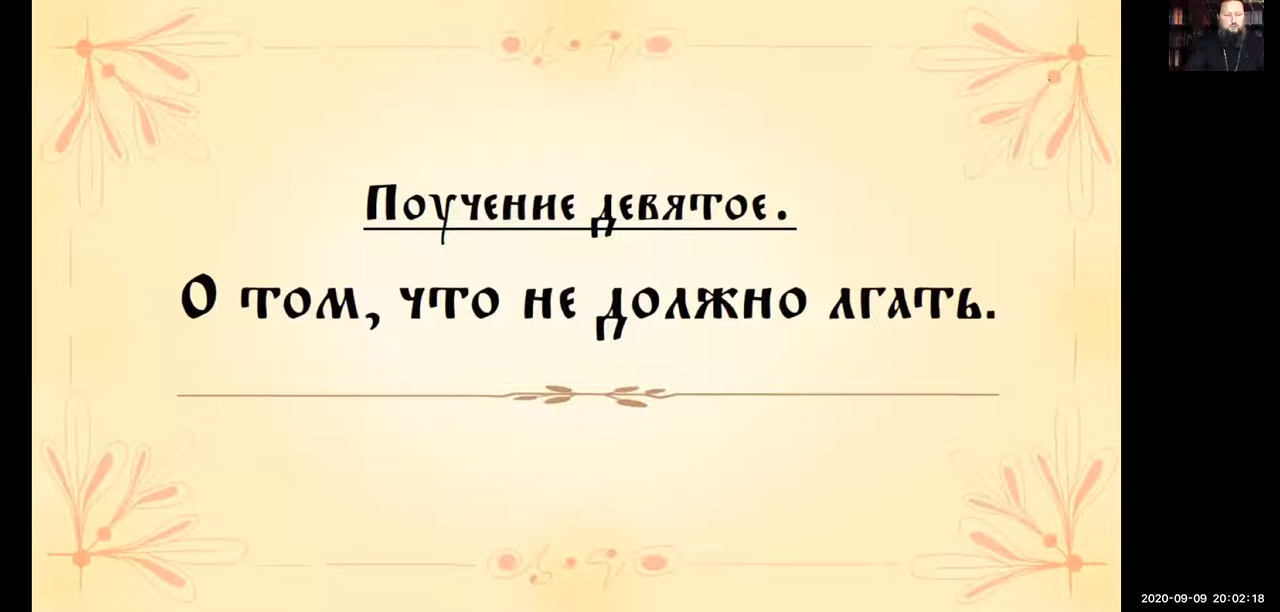 Поучение девятое.
О том, что не должно лгать.
2020-09-09 20:02:18